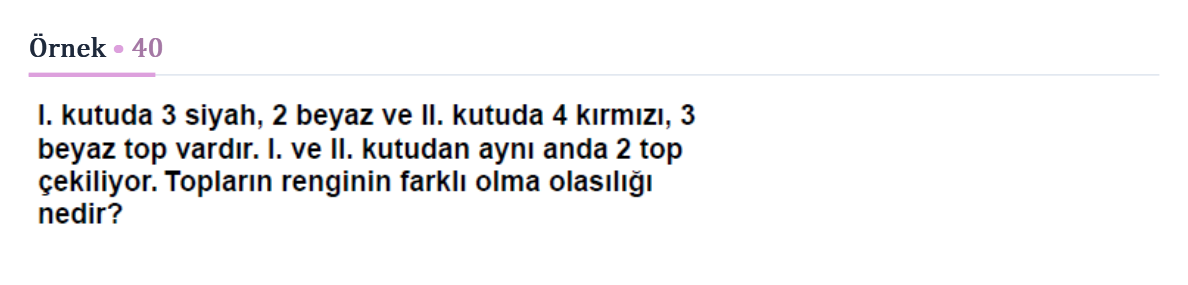 Örnek • 40
I. kutuda 3 siyah, 2 beyaz ve II. kutuda 4 kırmızı, 3
beyaz top vardır. I. ve II. kutudan aynı anda 2 top
çekiliyor. Topların renginin farklı olma olasılığı
nedir?